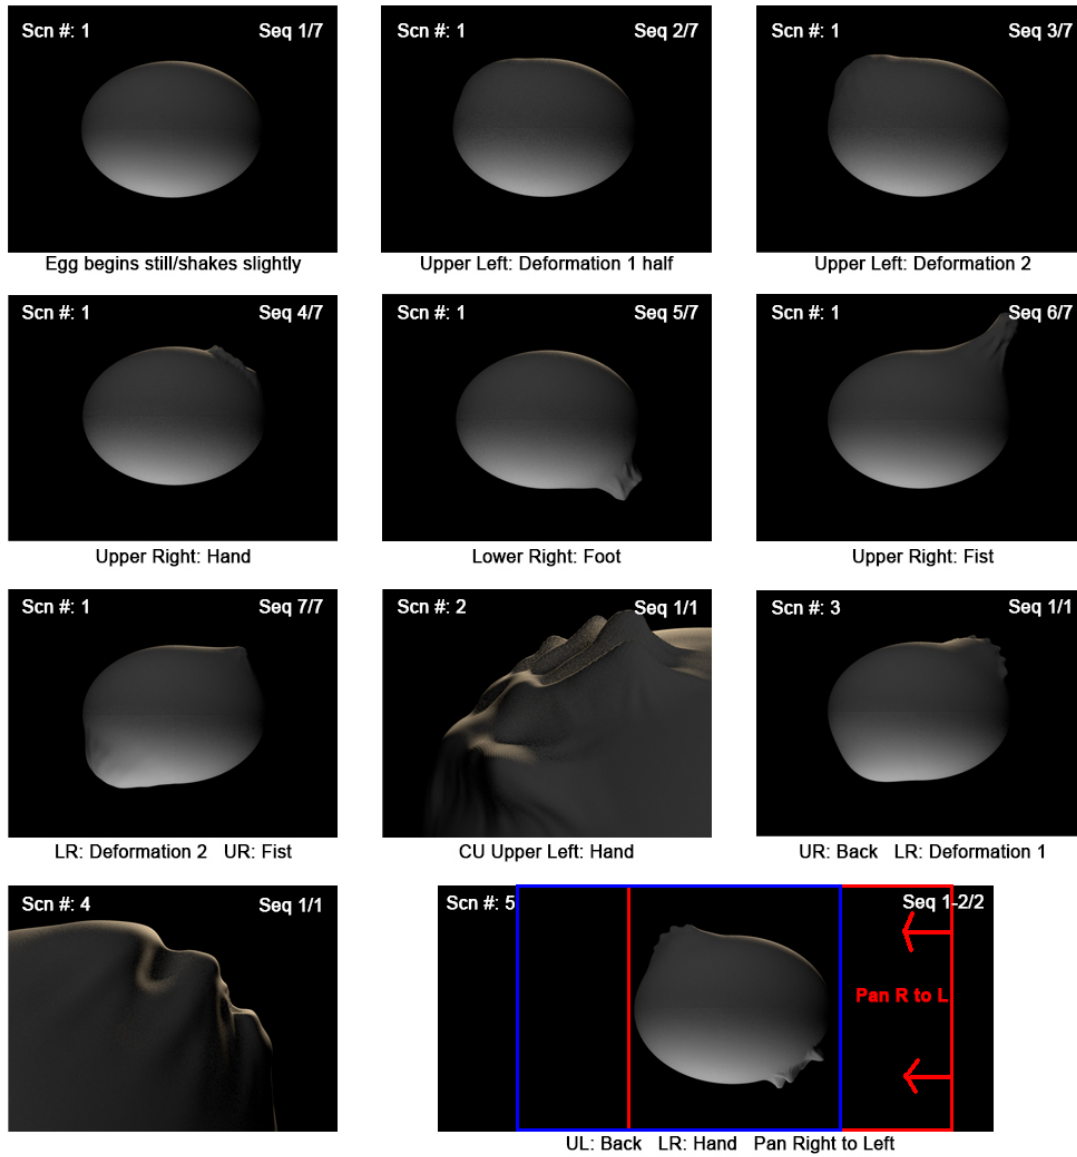 Scn #: 1 Seq 1/7
Scn #: 1 Seq 2/7
Scn #: 1 Seq 3/7
Egg begins still/shakes slightly
Upper Left: Deformation 1 half
Upper Left: Deformation 2
Scn #: 1 Seq 4/7
Scn #: 1 Seq 5/7
Scn #: 1 Seq 6/7
Upper Right: Hand
Lower Right: Foot
Upper Right: Fist
Scn #: 1 Seq 7/7
Scn #: 2 Seq 1/1
Scn #: 3 Seq 1/1
LR: Deformation 2 UR: Fist
CU Upper Left: Hand
UR: Back LR: Deformation 1
Scn #: 4 Seq 1/1
Scn #: 5 Seq 1-2/2
Pan R to L
UL: Back LR: Hand Pan Right to Left